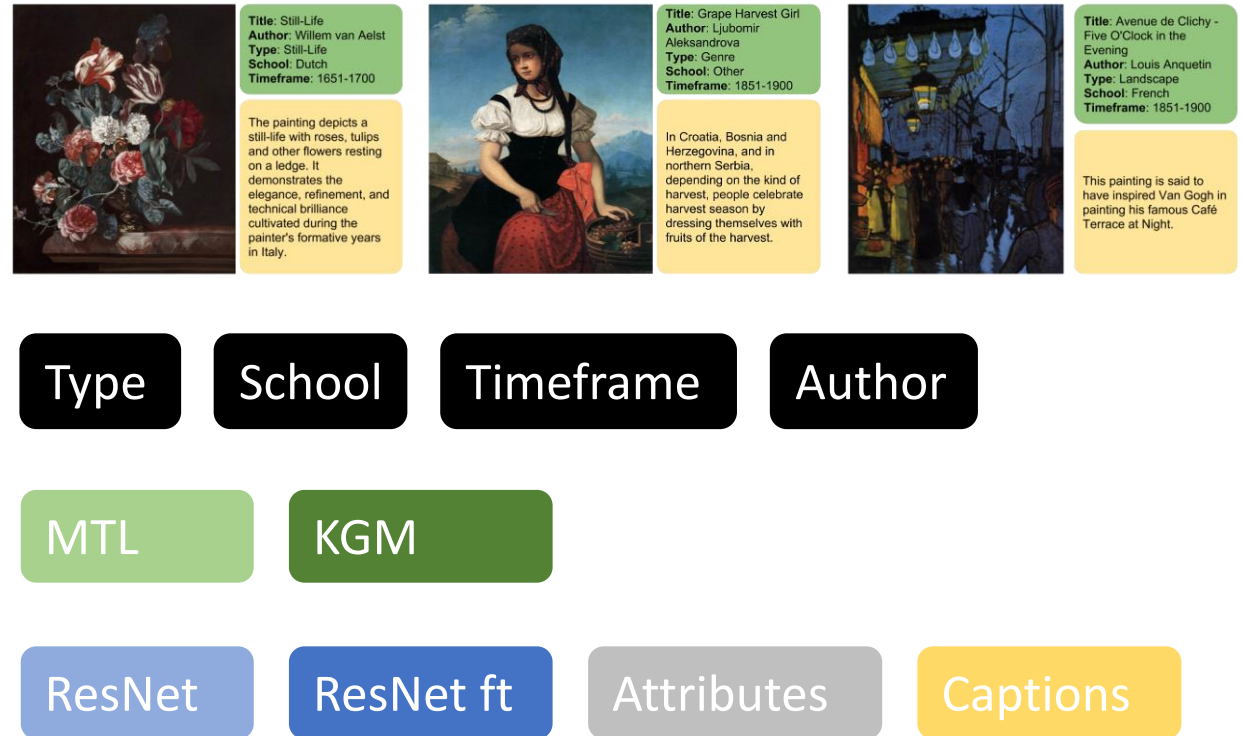 Title: Still-Life
Author: Willem van Aelst
Type: Still-Life
School: Dutch
Timeframe: 1651-1700
The painting depicts a
still-life with roses, tulips
and other flowers resting
on a ledge. It
demonstrates the
elegance, refinement, and
technical brilliance
cultivated during the
painter's formative years
in Italy.
Title: Grape Harvest Girl
Author: Ljubomir
Aleksandrova
Type: Genre
School: Other
Timeframe: 1851-1900
In Croatia, Bosnia and
Herzegovina, and in
northern Serbia,
depending on the kind of
harvest, people celebrate
harvest season by
dressing themselves with
fruits of the harvest.
Title: Avenue de Clichy -
Five O'Clock in the
Evening
Author: Louis Anquetin
Type: Landscape
School: French
Timeframe: 1851-1900
This painting is said to
have inspired Van Gogh in
painting his famous Café
Terrace at Night.
Type School Timeframe Author
MTL KGM
ResNet ResNet ft Attributes Captions